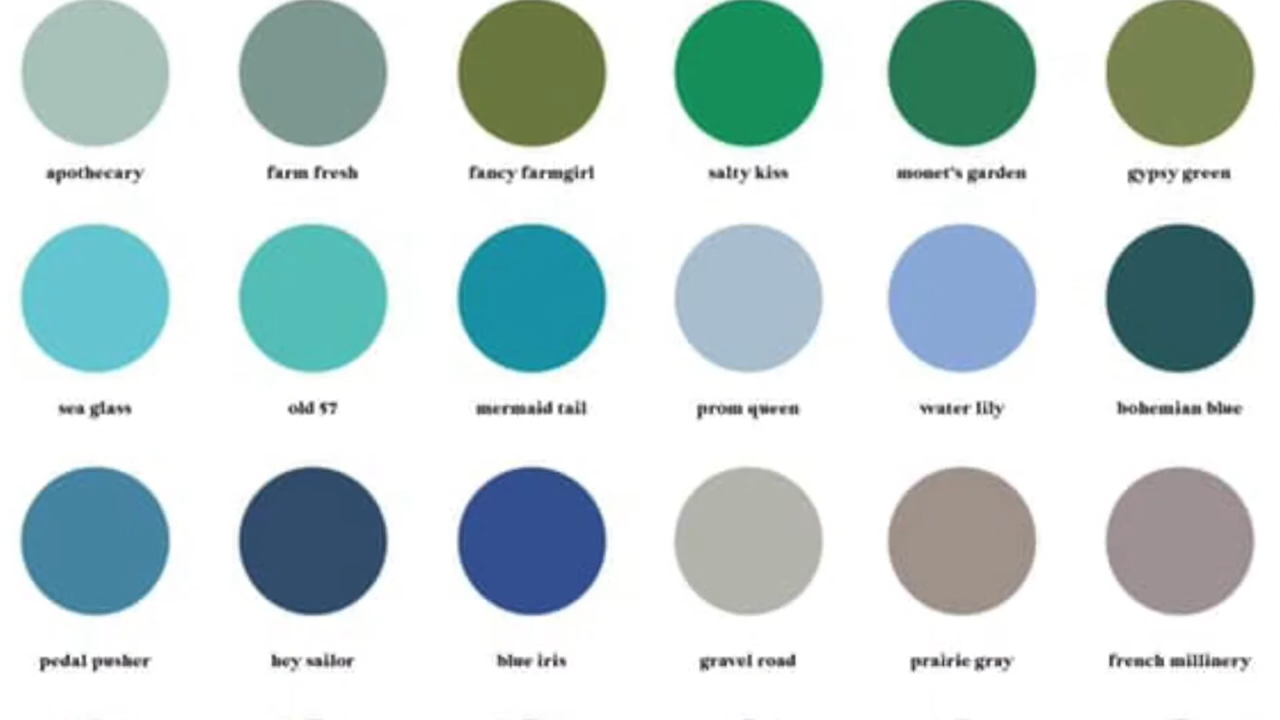 apothecary farm fresh fancy farmgirl salty kiss monet's garden gypsy green
sea glass old 57 mermaid tail prom queen water lily bohemian blue
pedal pusher hey sailor blue iris gravel road prairie gray french millinery